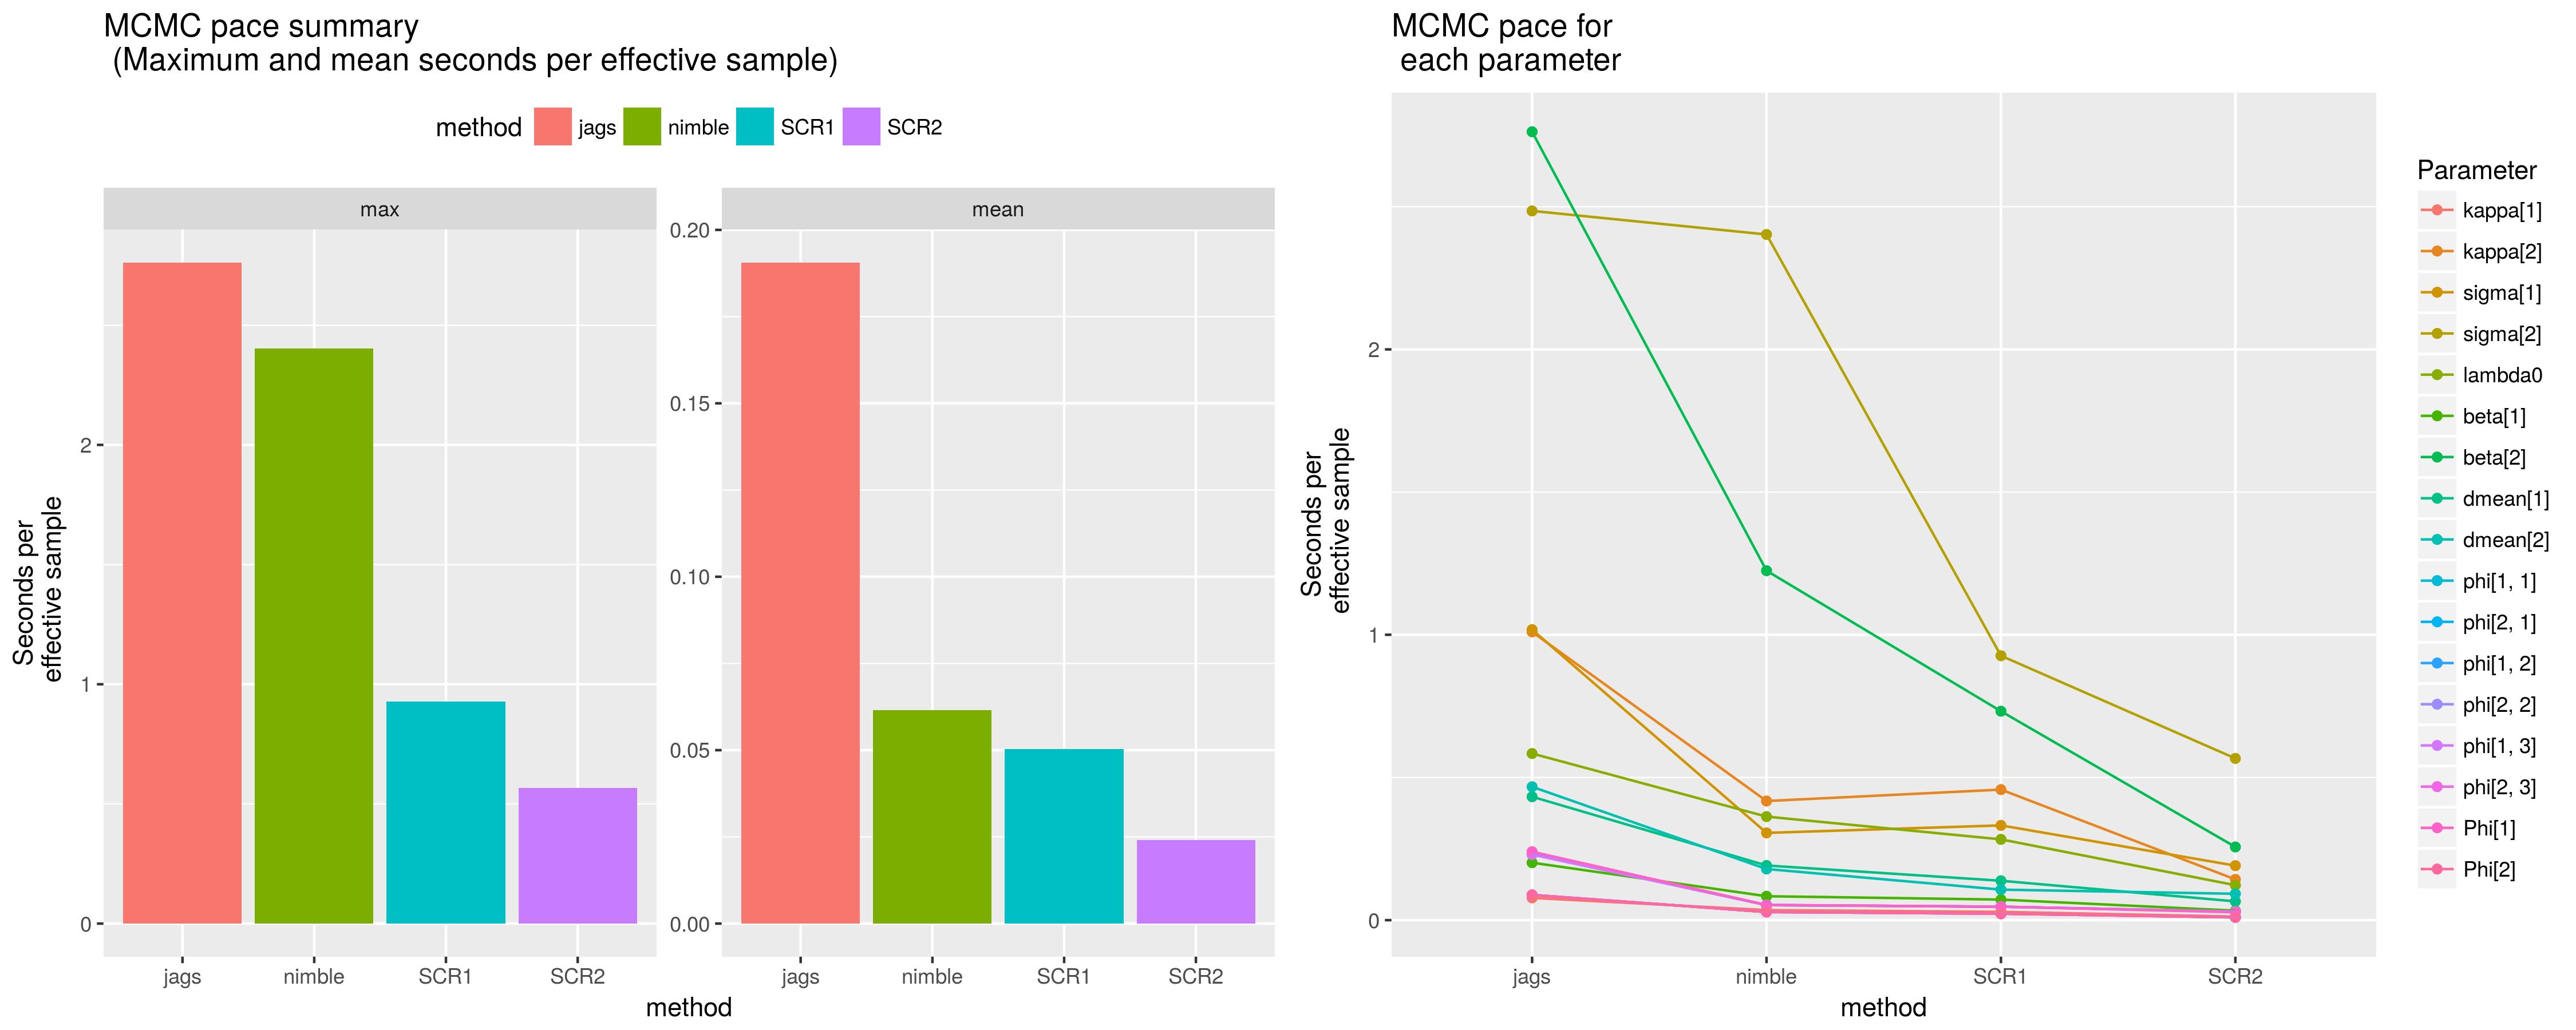 MCMC pace summary
(Maximum and mean seconds per effective sample)
method jags nimble SCR1 SCR2
max
mean
Seconds per
effective sample
2
1
0
0.20
0.15
0.10
0.05
0.00
jags nimble SCR1 SCR2
jags nimble SCR1 SCR2
method
MCMC pace for
each parameter
Seconds per
effective sample
2
1
0
jags nimble SCR1 SCR2
method
Parameter
kappa[1]
kappa[2]
sigma[1]
sigma[2]
lambda0
beta[1]
beta[2]
dmean[1]
dmean[2]
phi[1, 1]
phi[2, 1]
phi[1, 2]
phi[2, 2]
phi[1, 3]
phi[2, 3]
Phi[1]
Phi[2]